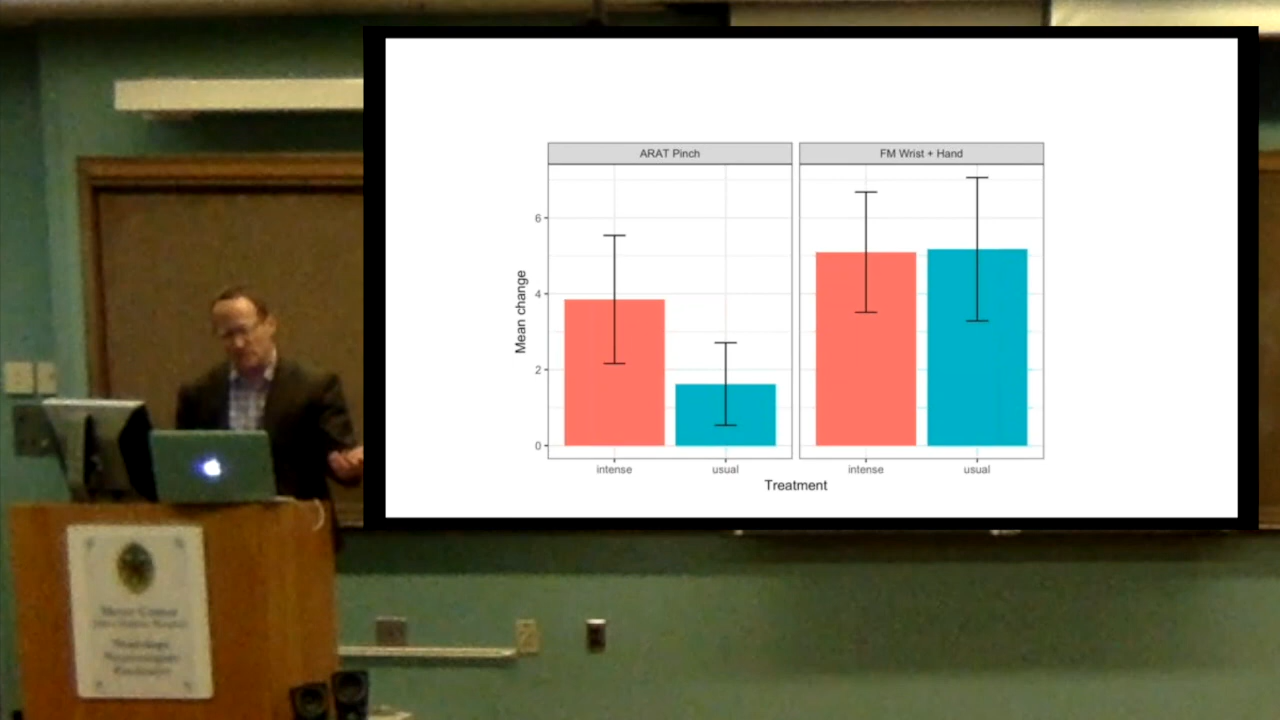 ARAT Pinch
FM Wrist + Hand
Mean change
6
4
2
0
intense
usual
intense
usual
Treatment